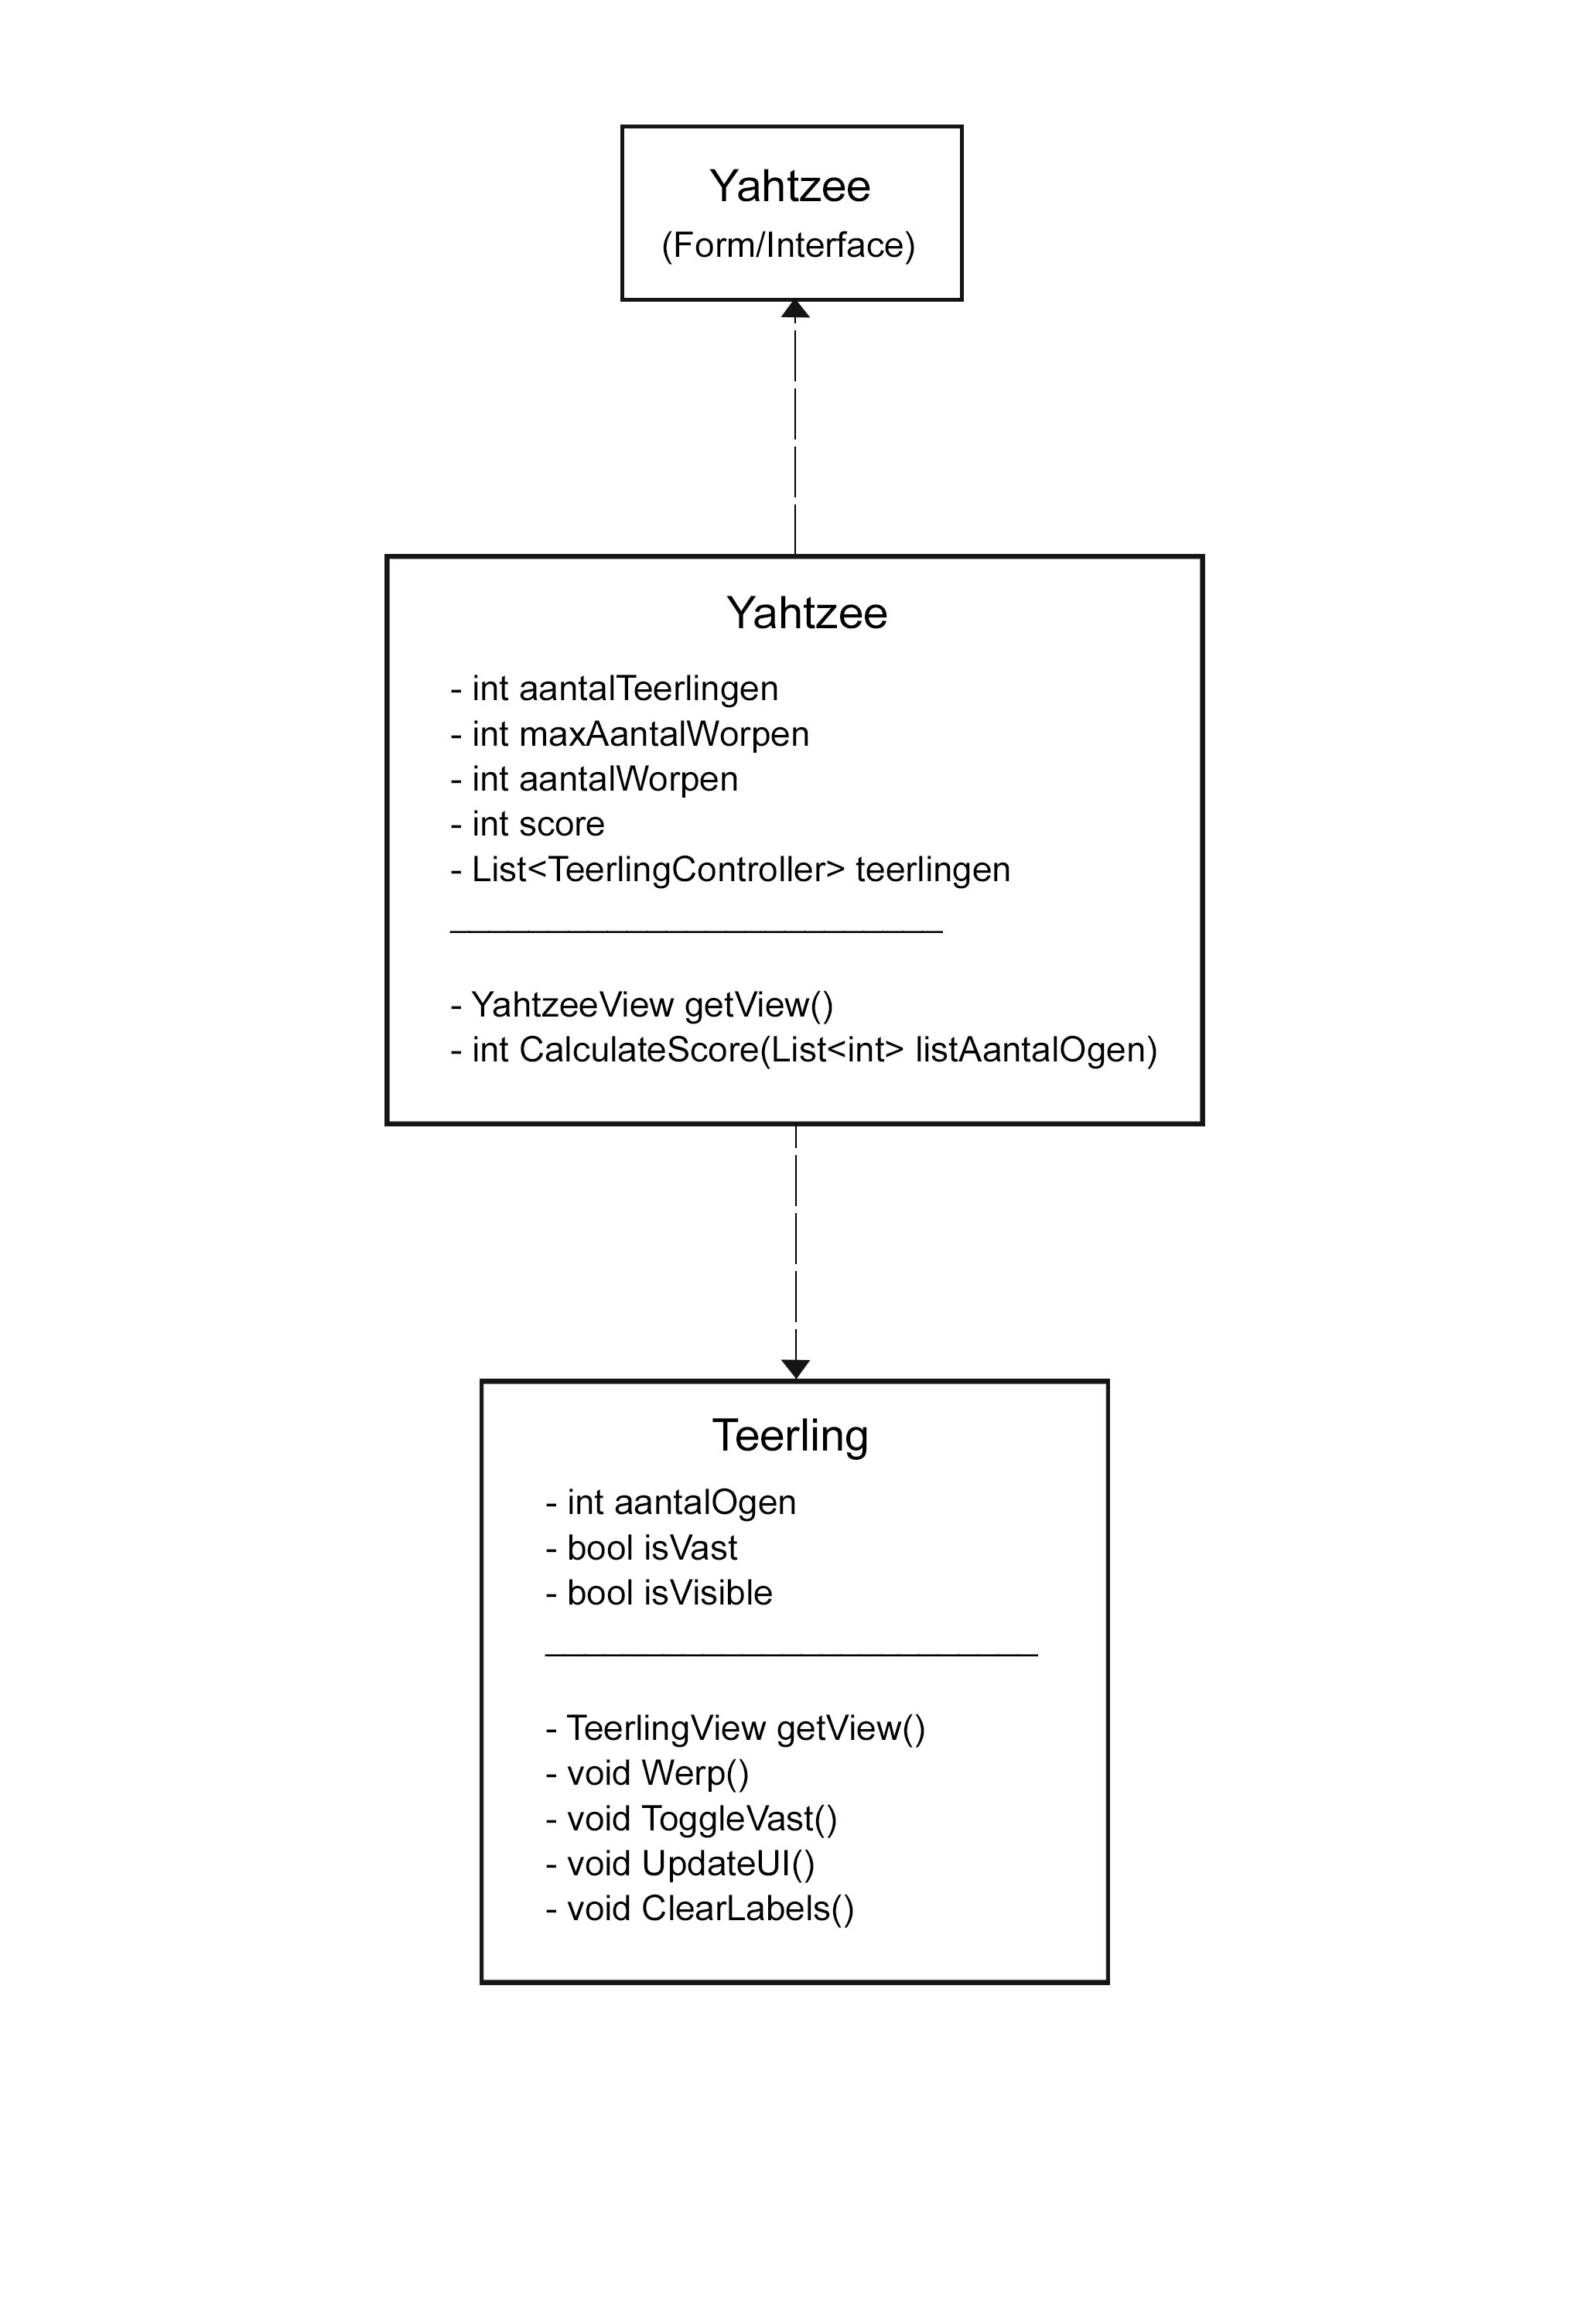 Yahtzee
(Form/Interface)
Yahtzee
- int aantalTeerlingen
- int maxAantalWorpen
- int aantalWorpen
- int score
- List<TeerlingController> teerlingen
- YahtzeeView getView()
- int CalculateScore(List<int> listAantalOgen)
Teerling
- int aantalOgen
- bool isVast
- bool isVisible
- TeerlingView getView()
- void Werp()
- void ToggleVast()
- void UpdateUI()
- void ClearLabels()